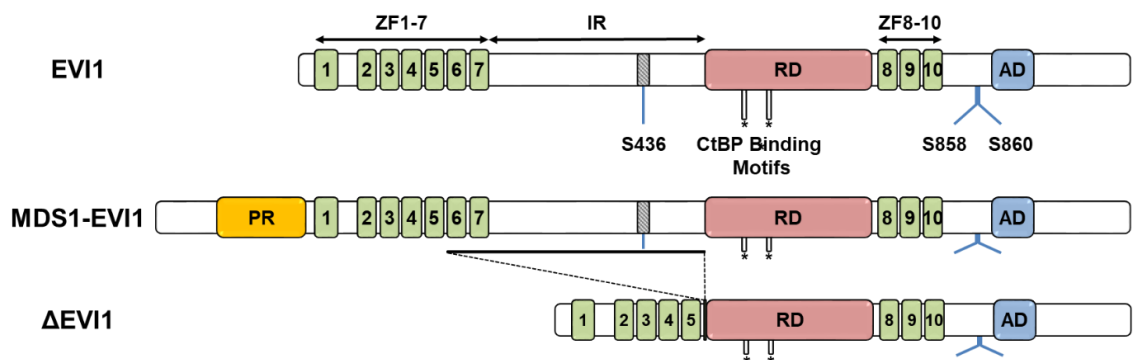 ZF1-7 IR ZF8-10
EVI1 1 2 3 4 5 6 7 RD 8 9 10 AD
* *
S436 CtBP Binding Motifs S858 S860
MDS1-EVI1 PR 1 2 3 4 5 6 7 RD 8 9 10 AD
* *
ΔEVI1 1 2 3 4 5 RD 8 9 10 AD
* *